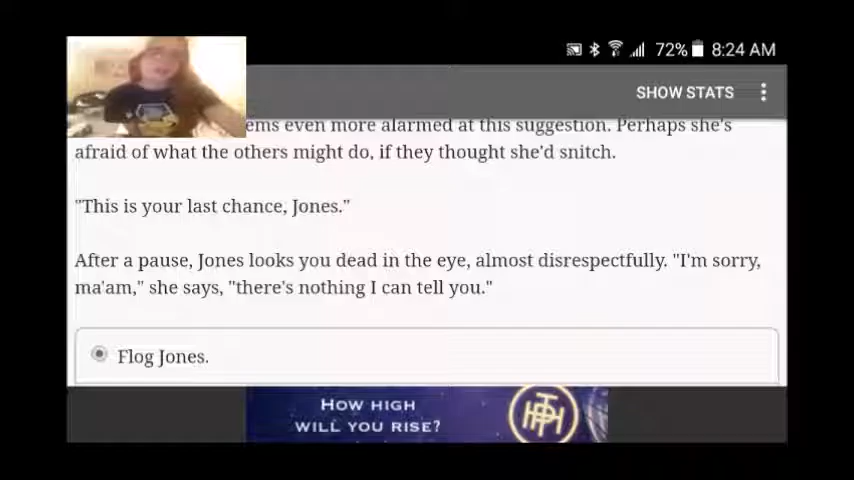 72% 8:24 AM
SHOW STATS
ems even more alarmed at this suggestion. Perhaps she's
afraid of what the others might do, if they thought she'd snitch.
"This is your last chance, Jones."
After a pause, Jones looks you dead in the eye, almost disrespectfully. "I'm sorry,
ma'am," she says, "there's nothing I can tell you."
Flog Jones.
HOW HIGH
WILL YOU RISE?